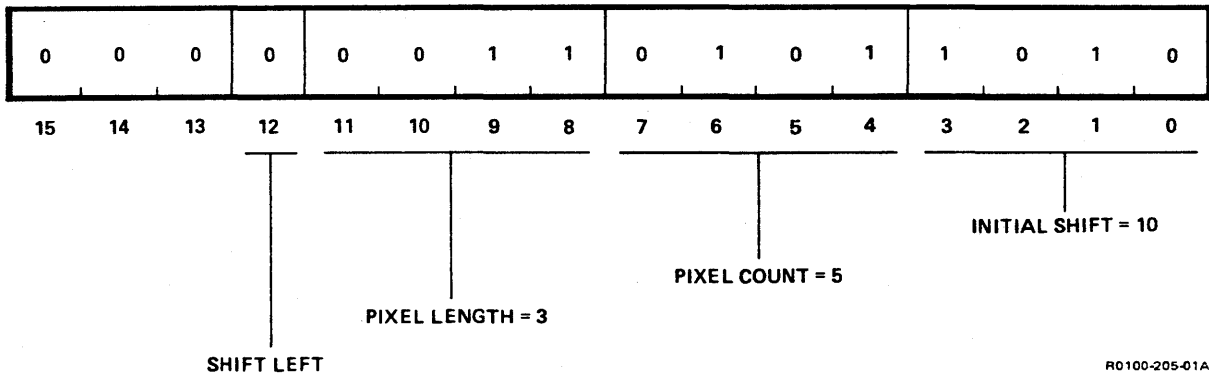 0 0 0 0 0 0 1 1 0 1 0 1 1 0 1 0
15 14 13 12 11 10 9 8 7 6 5 4 3 2 1 0
INITIAL SHIFT = 10
PIXEL COUNT = 5
PIXEL LENGTH = 3
SHIFT LEFT
R0100-205-01A